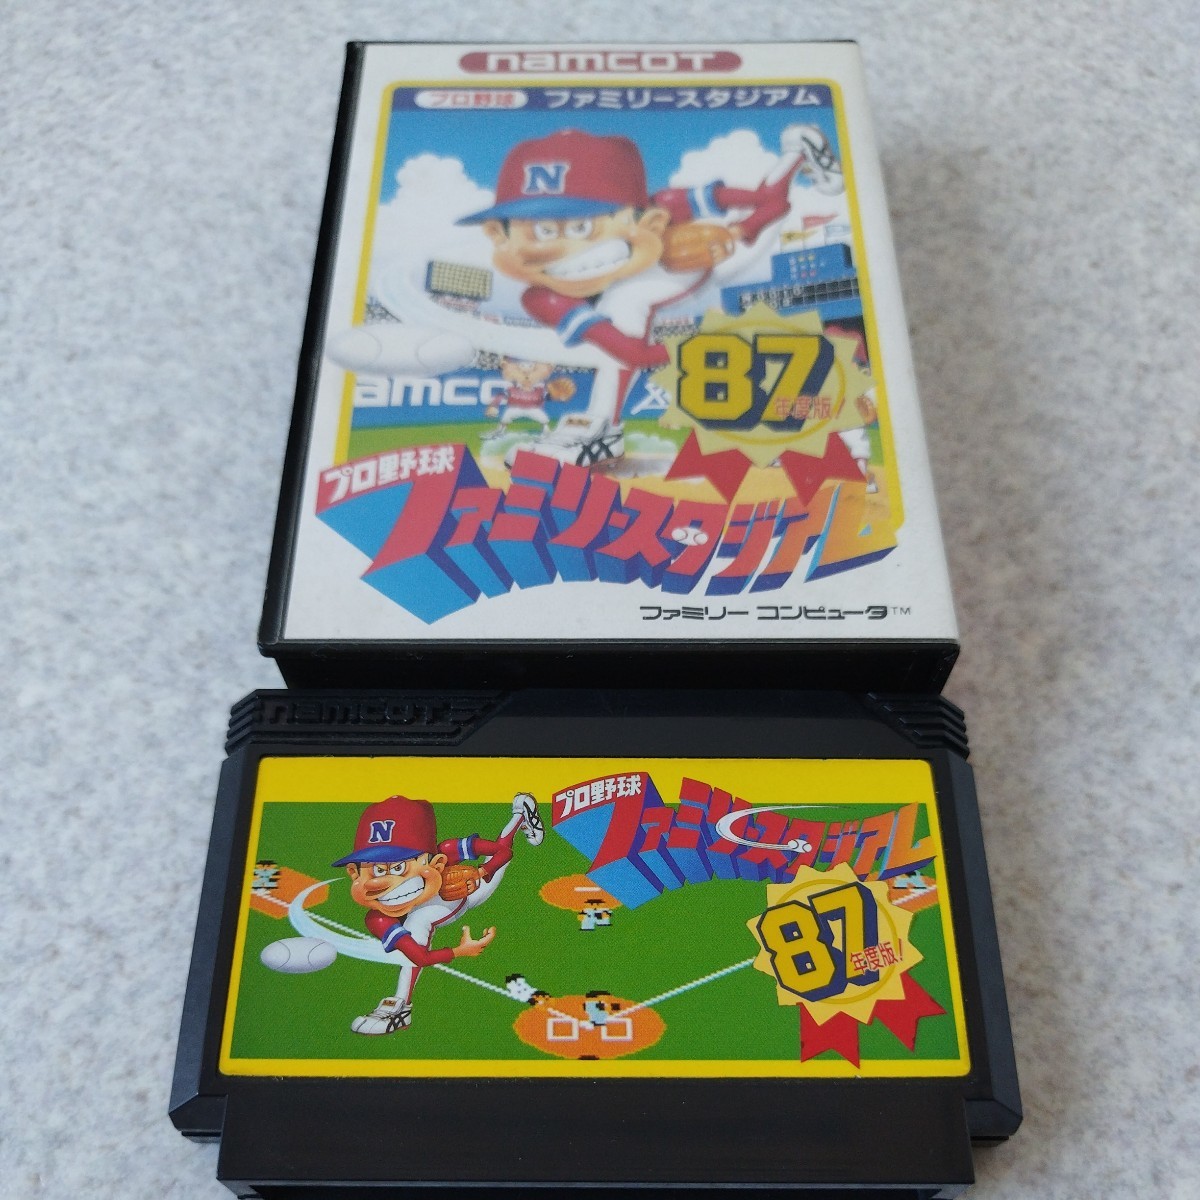 namcoT
プロ野球 ファミリースタジアム
N
amco
87
年度版!
プロ野球
ファミリースタジアム
ファミリー コンピュータ™
namcoT
プロ野球
ファミリースタジアム
N
87
年度版!